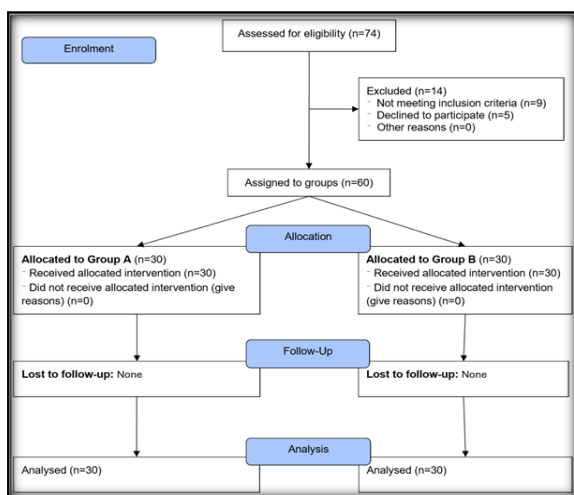 Assessed for eligibility (n=74)
Enrolment
Excluded (n=14)
- Not meeting inclusion criteria (n=9)
- Declined to participate (n=5)
- Other reasons (n=0)
Assigned to groups (n=60)
Allocation
Allocated to Group A (n=30)
- Received allocated intervention (n=30)
- Did not receive allocated intervention (give
reasons) (n=0)
Allocated to Group B (n=30)
- Received allocated intervention (n=30)
- Did not receive allocated intervention
(give reasons) (n=0)
Follow-Up
Lost to follow-up: None
Lost to follow-up: None
Analysis
Analysed (n=30)
Analysed (n=30)